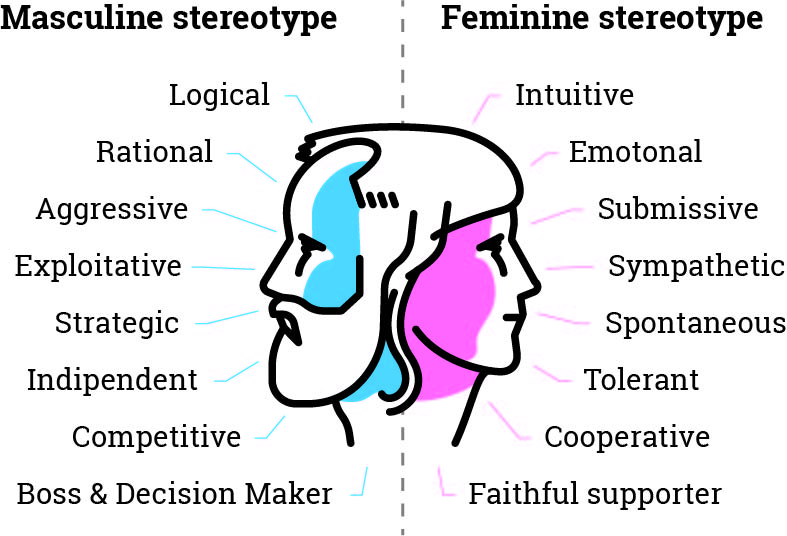 Masculine stereotype
Feminine stereotype
Logical
Rational
Aggressive
Exploitative
Strategic
Indipendent
Competitive
Boss & Decision Maker
Intuitive
Emotonal
Submissive
Sympathetic
Spontaneous
Tolerant
Cooperative
Faithful supporter